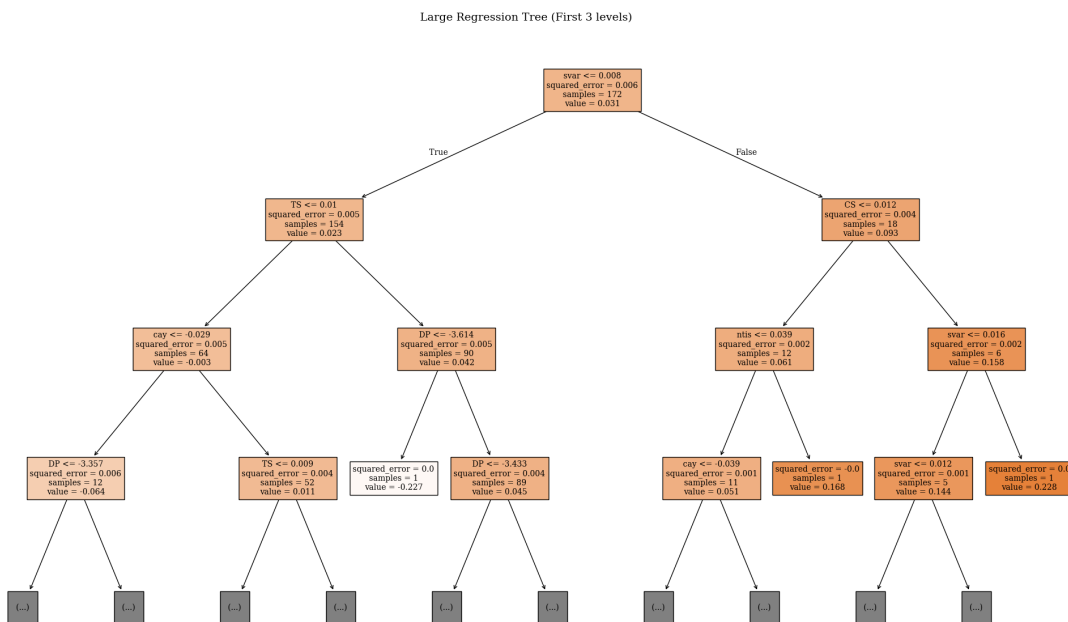 Large Regression Tree (First 3 levels)
svar <= 0.008
squared_error = 0.006
samples = 172
value = 0.031
True
False
TS <= 0.01
squared_error = 0.005
samples = 154
value = 0.023
CS <= 0.012
squared_error = 0.004
samples = 18
value = 0.093
cay <= -0.029
squared_error = 0.005
samples = 64
value = -0.003
DP <= -3.614
squared_error = 0.005
samples = 90
value = 0.042
ntis <= 0.039
squared_error = 0.002
samples = 12
value = 0.061
svar <= 0.016
squared_error = 0.002
samples = 6
value = 0.158
DP <= -3.357
squared_error = 0.006
samples = 12
value = -0.064
TS <= 0.009
squared_error = 0.004
samples = 52
value = 0.011
squared_error = 0.0
samples = 1
value = -0.227
DP <= -3.433
squared_error = 0.004
samples = 89
value = 0.045
cay <= -0.039
squared_error = 0.001
samples = 11
value = 0.051
squared_error = -0.0
samples = 1
value = 0.168
svar <= 0.012
squared_error = 0.001
samples = 5
value = 0.144
squared_error = 0.0
samples = 1
value = 0.228
(...)
(...)
(...)
(...)
(...)
(...)
(...)
(...)
(...)
(...)